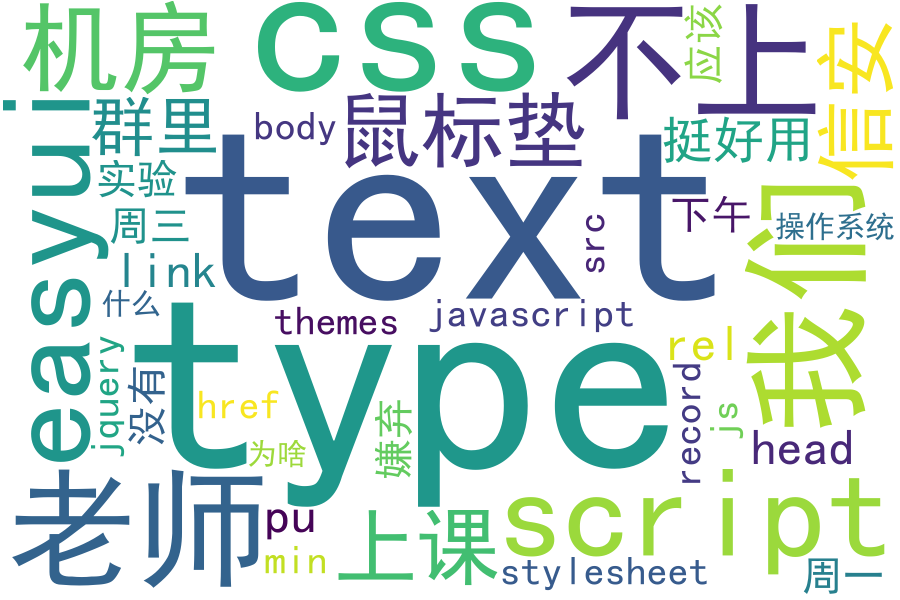 机房
css
不上
应该
信安
easyui
群里
鼠标垫
body
挺好用
实验
text
我们
周三
src
下午
操作系统
link
什么
type
themes
javascript
rel
jquery
没有
href
为啥
嫌弃
record
js
head
老师
pu
min
上课
script
stylesheet
周一